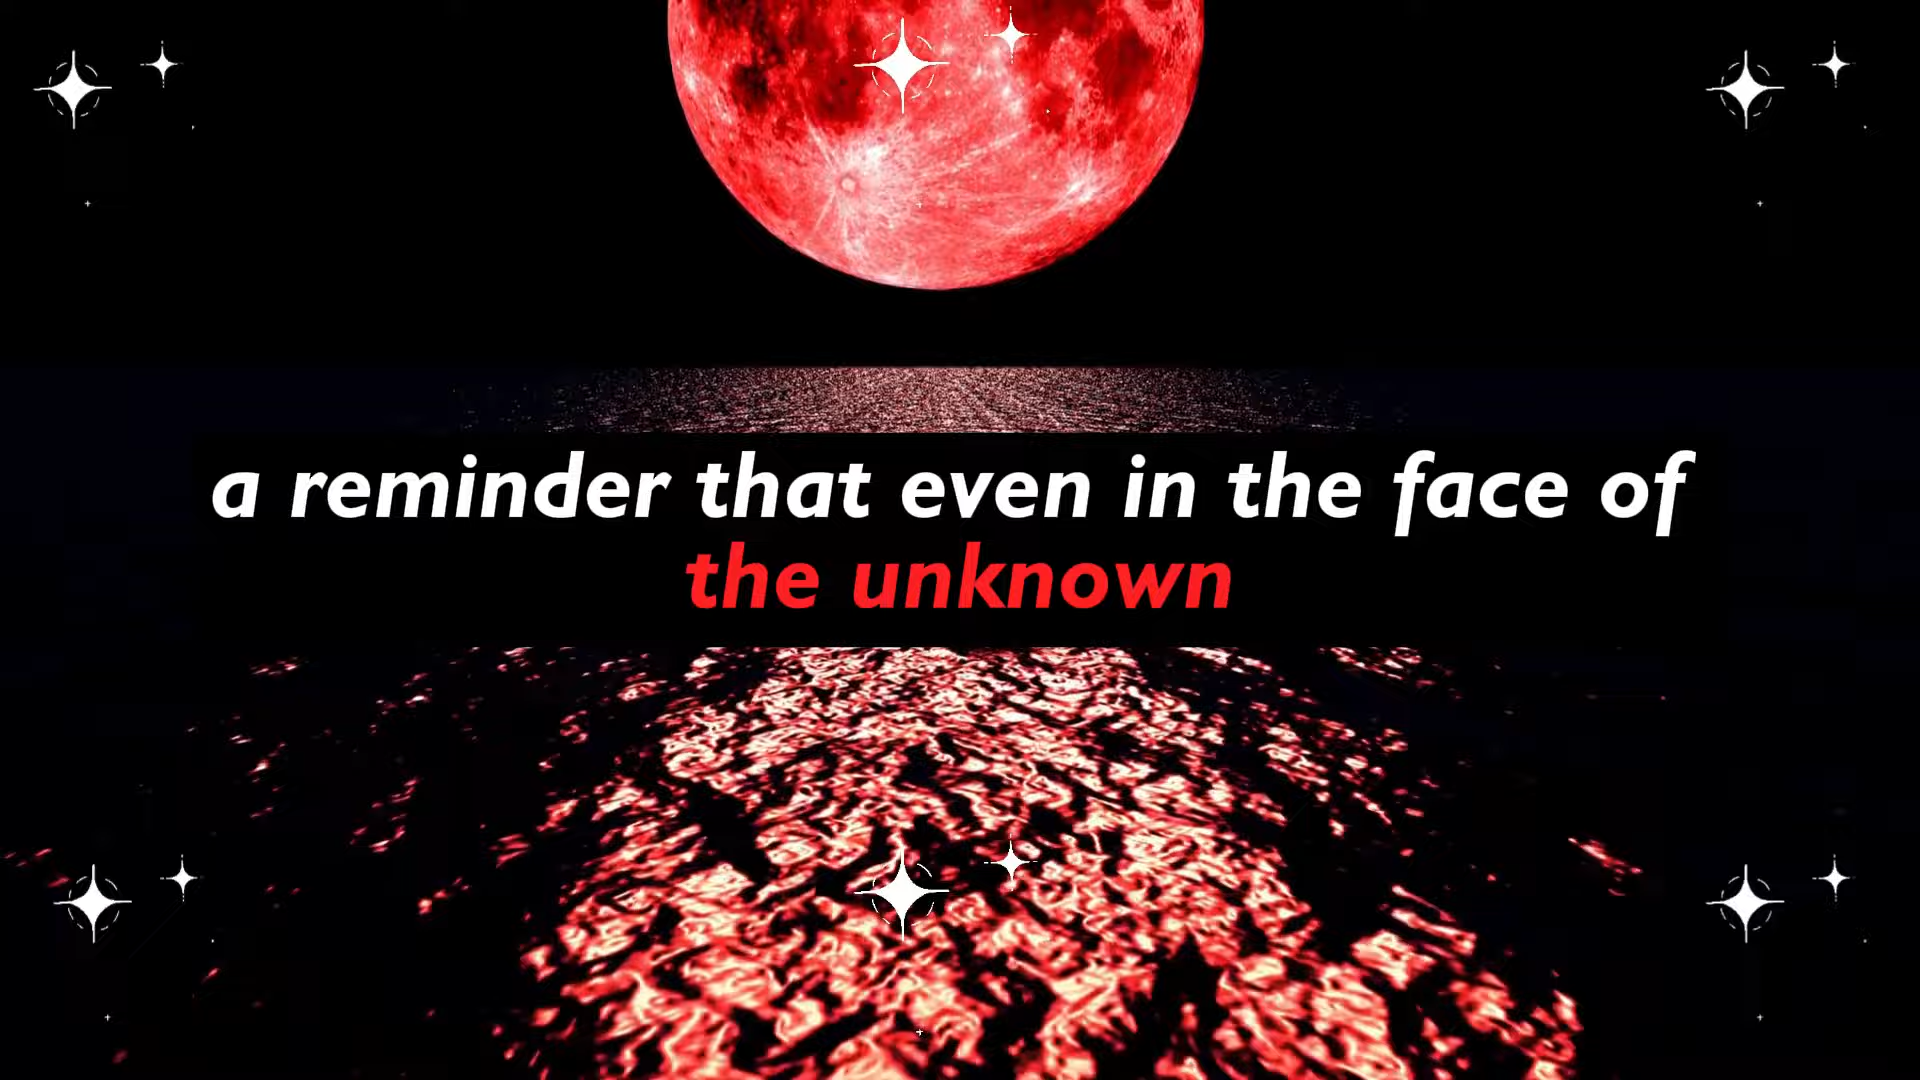 a reminder that even in the face of
the unknown